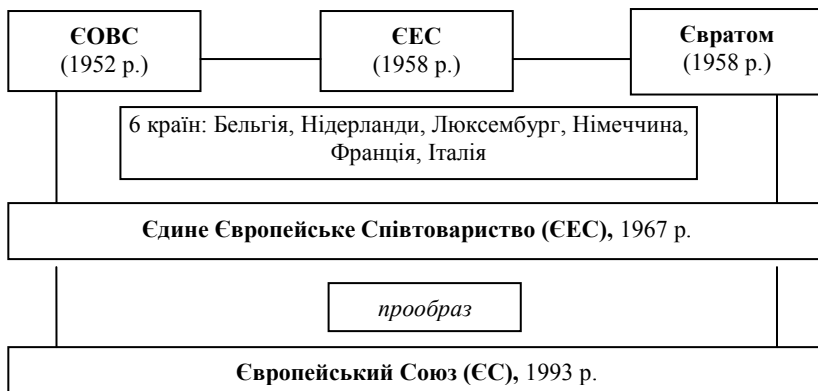 ЄОВС
(1952 р.)
ЄЕС
(1958 р.)
Євратом
(1958 р.)
6 країн: Бельгія, Нідерланди, Люксембург, Німеччина,
Франція, Італія
Єдине Європейське Співтовариство (ЄЕС), 1967 р.
прообраз
Європейський Союз (ЄС), 1993 р.